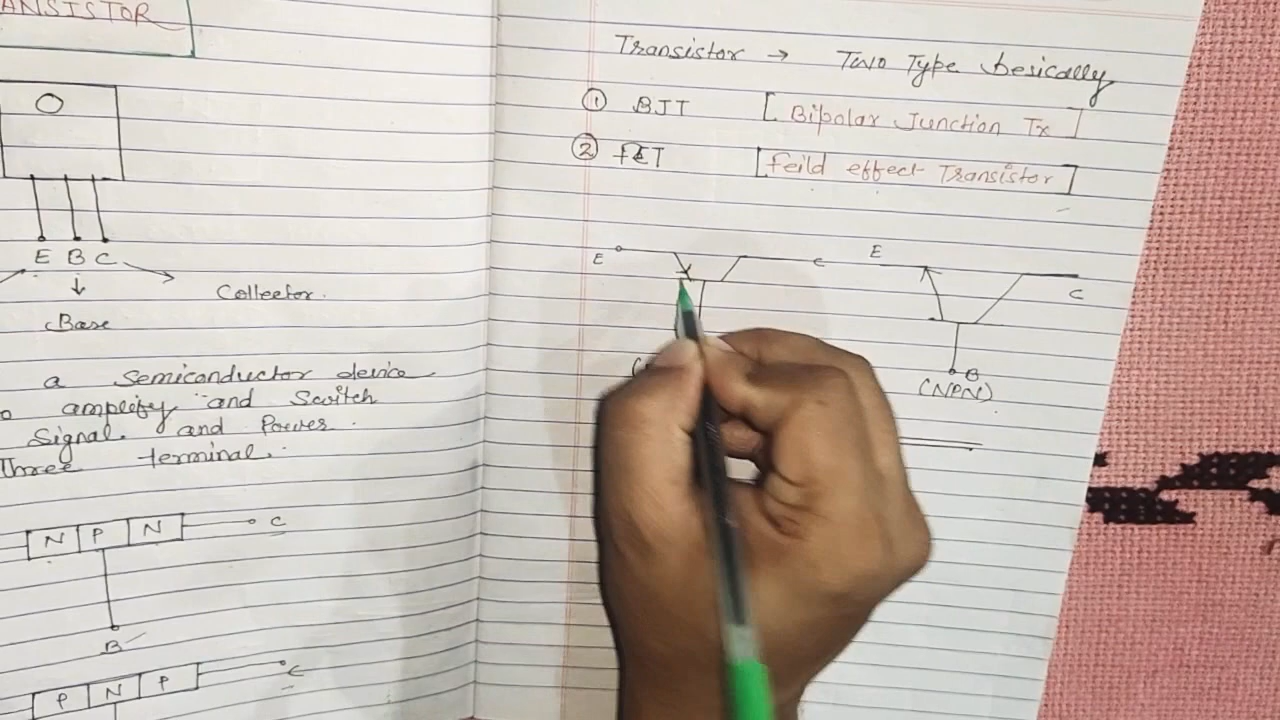 ANSISTOR
E B C
Collector.
Base
a semiconductor device
amplify and Switch
Signal. and Power.
Three terminal.
N P N C
B
P N P C
Transistor → Two Type besically
① BJT [Bipolar Junction Tx]
② FET [Feild effect Transistor]
E C
E C
B
(NPN)